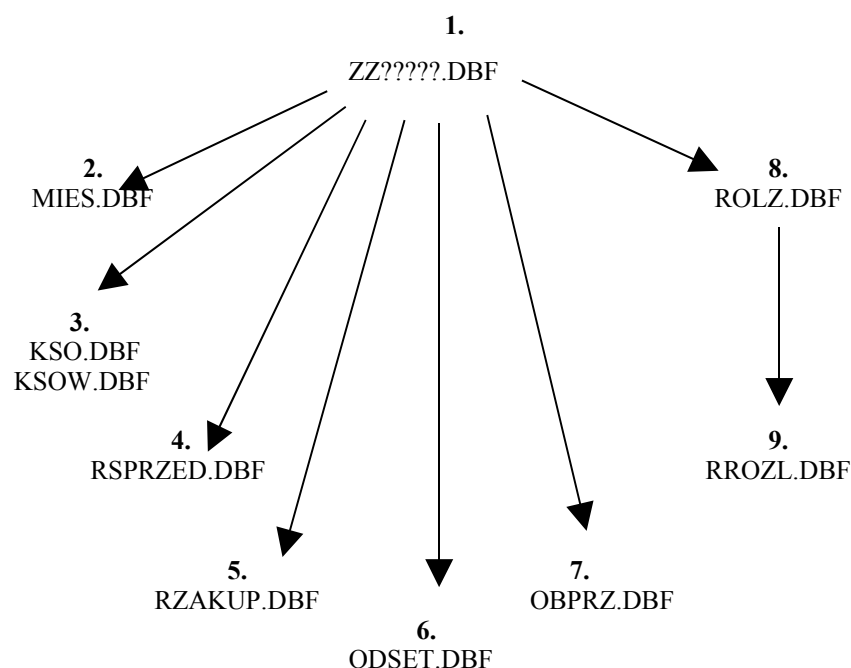 1.
ZZ?????.DBF
2.
MIES.DBF
8.
ROLZ.DBF
3.
KSO.DBF
KSOW.DBF
4.
RSPRZED.DBF
9.
RROZL.DBF
5.
RZAKUP.DBF
7.
OBPRZ.DBF
6.
ODSET.DBF